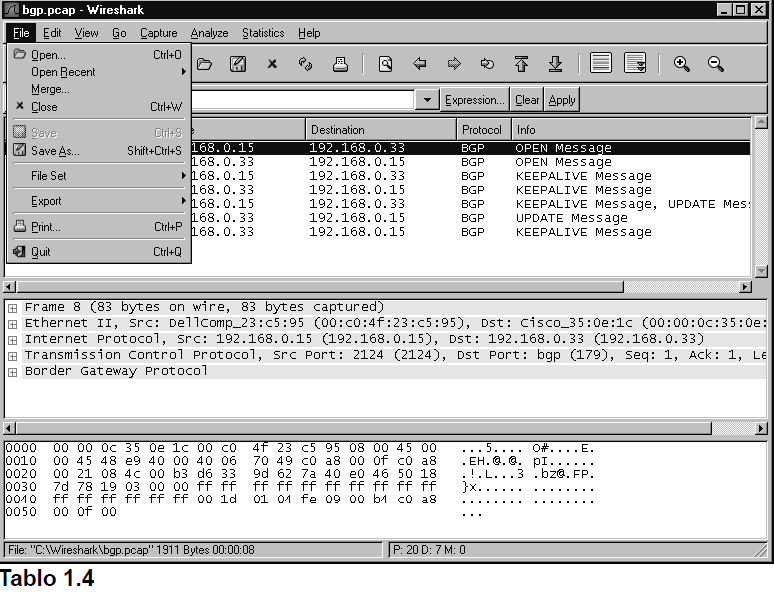 bgp.pcap - Wireshark
File Edit View Go Capture Analyze Statistics Help
Open... Ctrl+O
Open Recent
Merge...
Close Ctrl+W
Save Ctrl+S
Save As... Shift+Ctrl+S
File Set
Export
Print... Ctrl+P
Quit Ctrl+Q
Expression... Clear Apply
Destination Protocol Info
68.0.15 192.168.0.33 BGP OPEN Message
68.0.33 192.168.0.15 BGP OPEN Message
68.0.15 192.168.0.33 BGP KEEPALIVE Message
68.0.33 192.168.0.15 BGP KEEPALIVE Message
68.0.15 192.168.0.33 BGP KEEPALIVE Message, UPDATE Mes
68.0.33 192.168.0.15 BGP UPDATE Message
68.0.33 192.168.0.15 BGP KEEPALIVE Message
Frame 8 (83 bytes on wire, 83 bytes captured)
Ethernet II, Src: DellComp_23:c5:95 (00:c0:4f:23:c5:95), Dst: Cisco_35:0e:1c (00:00:0c:35:0e:
Internet Protocol, Src: 192.168.0.15 (192.168.0.15), Dst: 192.168.0.33 (192.168.0.33)
Transmission Control Protocol, Src Port: 2124 (2124), Dst Port: bgp (179), Seq: 1, Ack: 1, Le
Border Gateway Protocol
0000 00 00 0c 35 0e 1c 00 c0 4f 23 c5 95 08 00 45 00 ...5.... O#....E.
0010 00 45 48 e9 40 00 40 06 70 49 c0 a8 00 0f c0 a8 .EH.@.@. pI......
0020 00 21 08 4c 00 b3 d6 33 9d 62 7a 40 e0 46 50 18 .!.L...3 .bz@.FP.
0030 7d 78 19 03 00 00 ff ff ff ff ff ff ff ff ff ff }x...... ........
0040 ff ff ff ff ff ff 00 1d 01 04 fe 09 00 b4 c0 a8 ........ ........
0050 00 0f 00 ...
File: "C:\Wireshark\bgp.pcap" 1911 Bytes 00:00:08 P: 20 D: 7 M: 0
Tablo 1.4